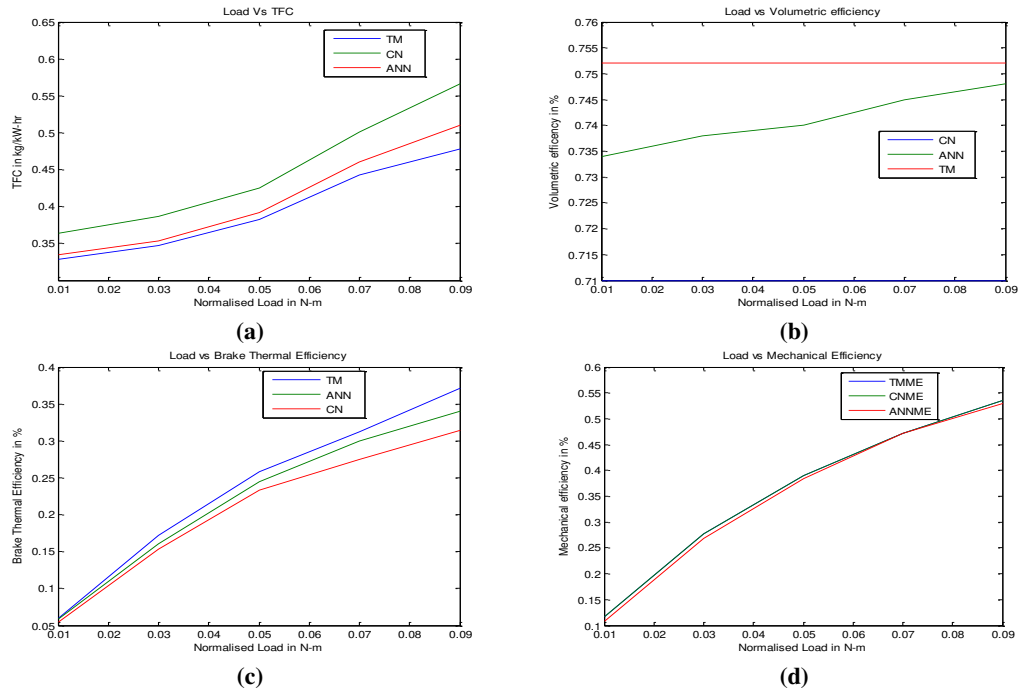 Load Vs TFC
0.65
0.6
0.55
0.5
0.45
0.4
0.35
TFC in kg/kW-hr
TM
CN
ANN
0.01 0.02 0.03 0.04 0.05 0.06 0.07 0.08 0.09
Normalised Load in N-m
(a)
Load vs Volumetric efficiency
0.76
0.755
0.75
0.745
0.74
0.735
0.73
0.725
0.72
0.715
0.71
Volumetric efficency in %
CN
ANN
TM
0.01 0.02 0.03 0.04 0.05 0.06 0.07 0.08 0.09
Normalised Load in N-m
(b)
Load vs Brake Thermal Efficiency
0.4
0.35
0.3
0.25
0.2
0.15
0.1
0.05
Brake Thermal Efficiency in %
TM
ANN
CN
0.01 0.02 0.03 0.04 0.05 0.06 0.07 0.08 0.09
Normalised Load in N-m
(c)
Load vs Mechanical Efficiency
0.6
0.55
0.5
0.45
0.4
0.35
0.3
0.25
0.2
0.15
0.1
Mechanical efficiency in %
TMME
CNME
ANNME
0.01 0.02 0.03 0.04 0.05 0.06 0.07 0.08 0.09
Normalised Load in N-m
(d)